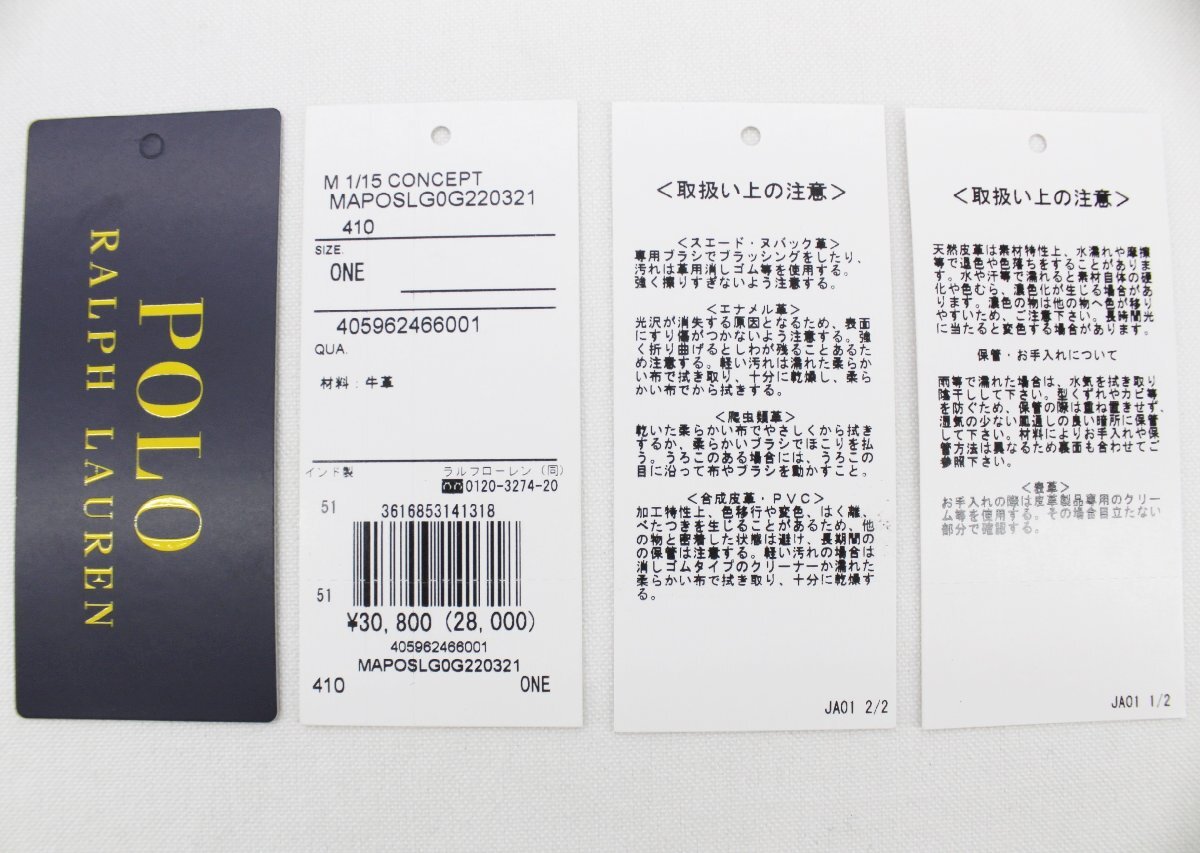 POLO
RALPH LAUREN
M 1/15 CONCEPT
MAPOSLG0G220321
410
SIZE.
ONE
405962466001
QUA.
材料：牛革
インド製
ラルフローレン（同）
0120-3274-20
51
3616853141318
51
¥30,800 (28,000)
405962466001
MAPOSLG0G220321
410
ONE
＜取扱い上の注意＞
＜スエード・ヌバック革＞
専用ブラシでブラッシングをしたり、
汚れは革用消しゴム等を使用する。
強く擦りすぎないよう注意する。
＜エナメル革＞
光沢が消失する原因となるため、表面
にすり傷がつかないよう注意する。強
く折り曲げるとしわが残ることあるた
め注意する。軽い汚れは濡れた柔らか
い布で拭き取り、十分に乾燥し、柔ら
かい布でから拭きする。
＜爬虫類革＞
乾いた柔らかい布でやさしくから拭き
するか、柔らかいブラシでほこりを払
う。うろこのある場合には、うろこの
目に沿って布やブラシを動かすこと。
＜合成皮革・PVC＞
加工特性上、色移行や変色、はく離、
べたつきを生じることがあるため、他
の物と密着した状態は避け、長期間の
の保管は注意する。軽い汚れの場合は
消しゴムタイプのクリーナーか濡れた
柔らかい布で拭き取り、十分に乾燥す
る。
JA01 2/2
＜取扱い上の注意＞
天然皮革は素材特性上、水濡れや摩擦
等で退色や色落ちをすることがありま
す。水や汗等で濡れると素材自体の硬
化や色むら、濃色化が生じる場合があ
ります。濃色の物は他の物へ色が移り
やすいため、ご注意下さい。長時間光
に当たると変色する場合があります。
保管・お手入れについて
雨等で濡れた場合は、水気を拭き取り
陰干しして下さい。型くずれやカビ等
を防ぐため、保管の際は重ね置きせず、
湿気の少ない風通しの良い暗所に保管
して下さい。材料によりお手入れや保
管方法は異なるため裏面も合わせてご
参照下さい。
＜表革＞
お手入れの際は皮革製品専用のクリー
ム等を使用する。その場合目立たない
部分で確認する。
JA01 1/2